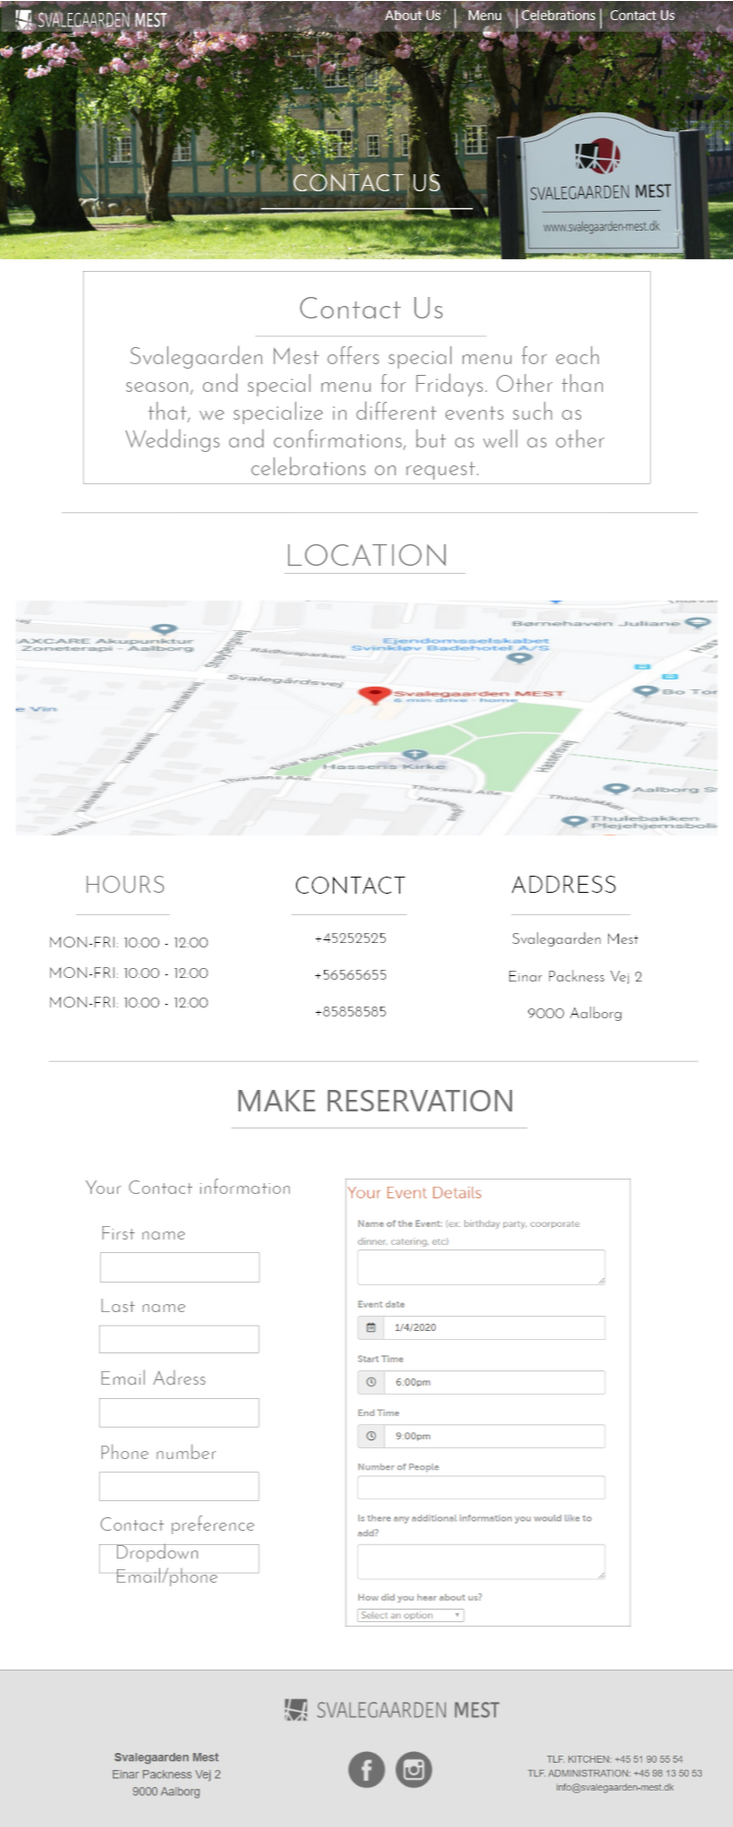 SVALEGAARDEN MEST
About Us | Menu | Celebrations | Contact Us
CONTACT US
SVALEGAARDEN MEST
www.svalegaarden-mest.dk
Contact Us
Svalegaarden Mest offers special menu for each
season, and special menu for Fridays. Other than
that, we specialize in different events such as
Weddings and confirmations, but as well as other
celebrations on request.
LOCATION
Børnehaven Juliane
AXCARE Akupunktur
Zoneterapi - Aalborg
Rådhusparken
Ejendomsselskabet
Svinkløv Badehotel A/S
Svalegårdsvej
Svalegaarden MEST
6 min drive - home
Bo Tor
e Vin
Hasserisvej
Einar Packness Vej
Hasseris Kirke
Hasserisvej
Thorsens Alle
Thorsens Alle
Aalborg S
Thulebakken
Thulebakken
Plejehjemsboli
HOURS
MON-FRI: 10:00 - 12:00
MON-FRI: 10:00 - 12:00
MON-FRI: 10:00 - 12:00
CONTACT
+45252525
+56565655
+85858585
ADDRESS
Svalegaarden Mest
Einar Packness Vej 2
9000 Aalborg
MAKE RESERVATION
Your Contact information
First name
Last name
Email Adress
Phone number
Contact preference
Dropdown
Email/phone
Your Event Details
Name of the Event: (ex: birthday party, coorporate
dinner, catering, etc)
Event date
1/4/2020
Start Time
6:00pm
End Time
9:00pm
Number of People
Is there any additional information you would like to
add?
How did you hear about us?
Select an option
SVALEGAARDEN MEST
Svalegaarden Mest
Einar Packness Vej 2
9000 Aalborg
TLF. KITCHEN: +45 51 90 55 54
TLF. ADMINISTRATION: +45 98 13 50 53
info@svalegaarden-mest.dk